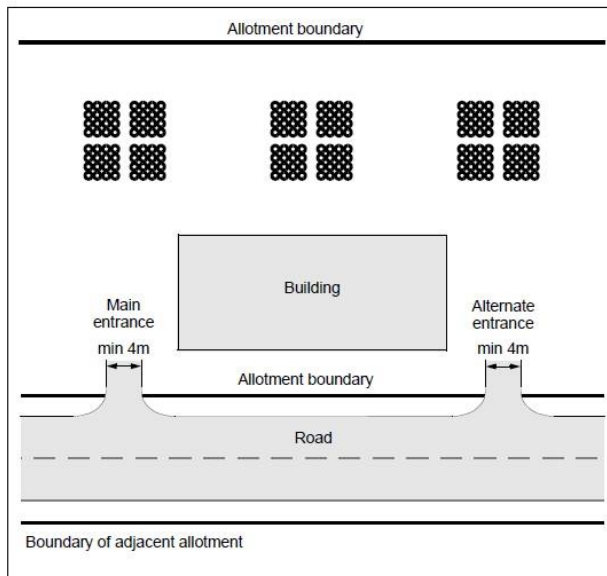 Allotment boundary
Building
Main
entrance
min 4m
Alternate
entrance
min 4m
Allotment boundary
Road
Boundary of adjacent allotment